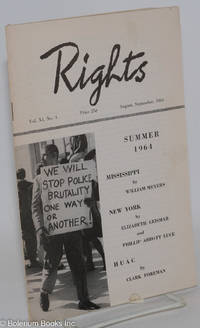 Rights
Vol. XI, No. 4
Price 25¢
August, September, 1964
SUMMER
1964
MISSISSIPPI
by
WILLIAM MEYERS
NEW YORK
by
ELIZABETH GEISMAR
and
PHILLIP ABBOTT LUCE
HUAC
by
CLARK FOREMAN
WE WILL
STOP POLICE
BRUTALITY
ONE WAY
OR
ANOTHER!
© Bolerium Books Inc.